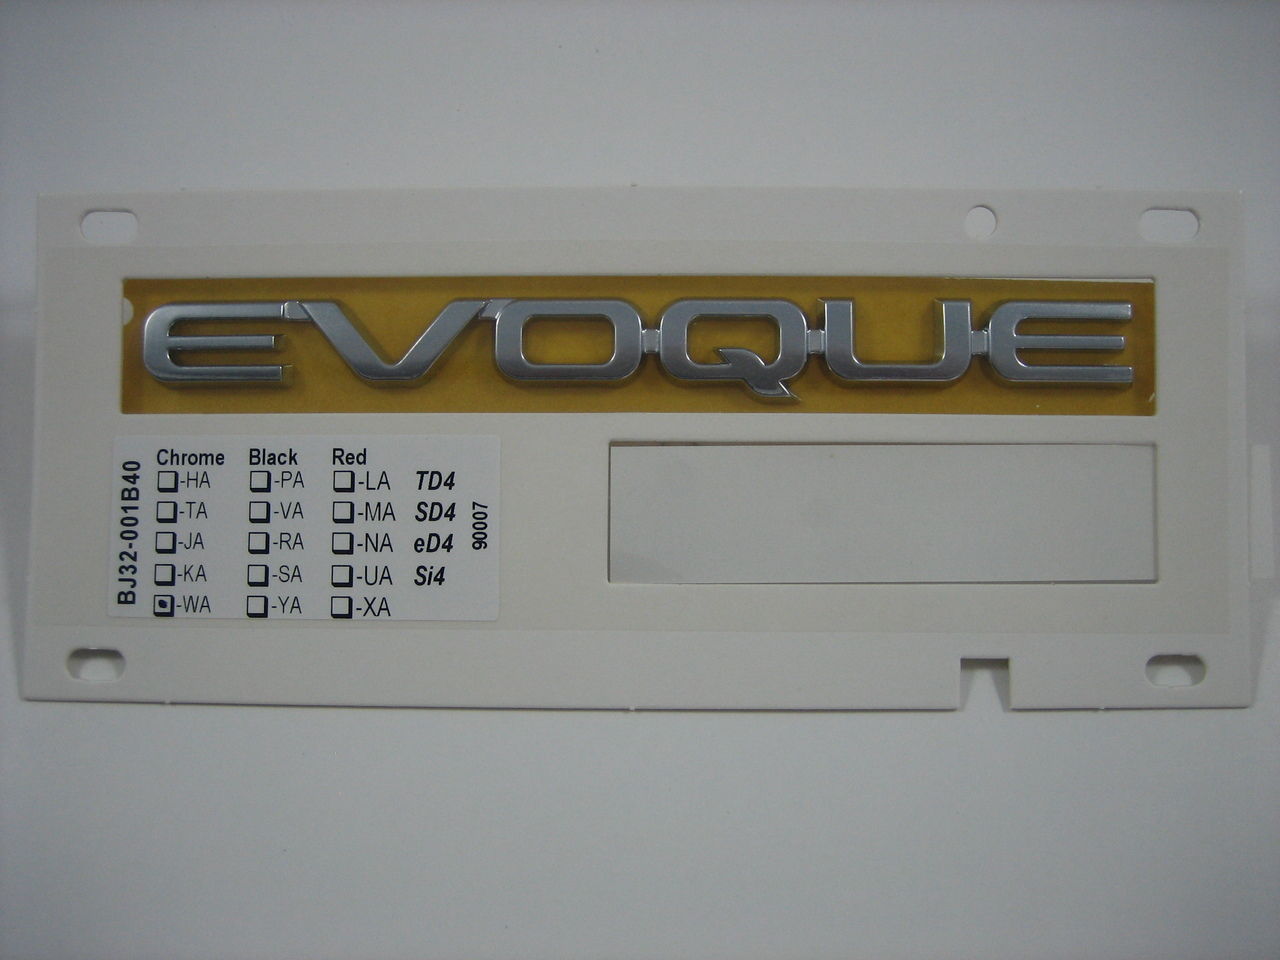 EVOQUE
BJ32-001B40
Chrome Black Red
-HA -PA -LA TD4
-TA -VA -MA SD4
-JA -RA -NA eD4
-KA -SA -UA Si4
-WA -YA -XA
90007